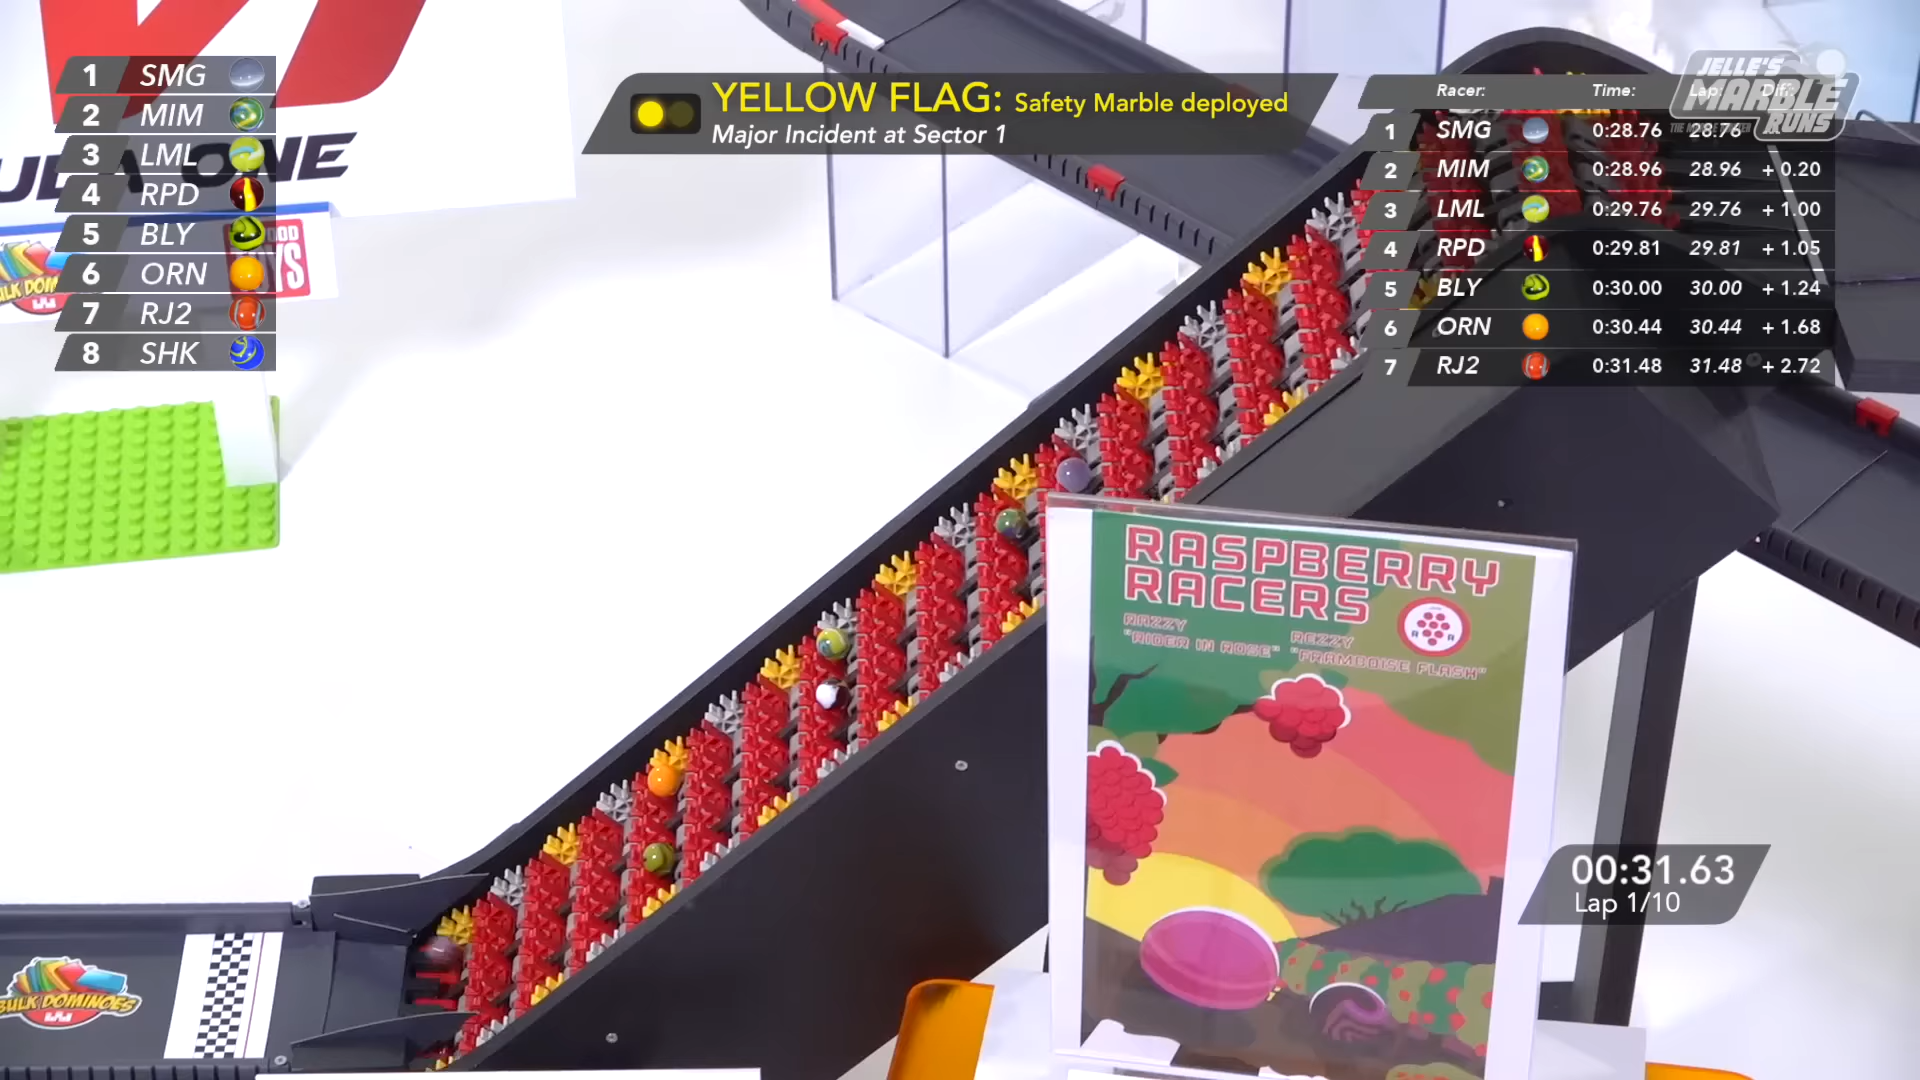 1 SMG
2 MIM
3 LML
4 RPD
5 BLY
6 ORN
7 RJ2
8 SHK
YELLOW FLAG: Safety Marble deployed
Major Incident at Sector 1
JELLE'S
MARBLE
RUNS
Racer: Time: Lap: Diff:
1 SMG 0:28.76 28.76
2 MIM 0:28.96 28.96 + 0.20
3 LML 0:29.76 29.76 + 1.00
4 RPD 0:29.81 29.81 + 1.05
5 BLY 0:30.00 30.00 + 1.24
6 ORN 0:30.44 30.44 + 1.68
7 RJ2 0:31.48 31.48 + 2.72
RASPBERRY
RACERS
RAZZY
"RIDER IN ROSE"
REZZY
"FRAMBOISE FLASH"
R R
00:31.63
Lap 1/10
BULK DOMINOES